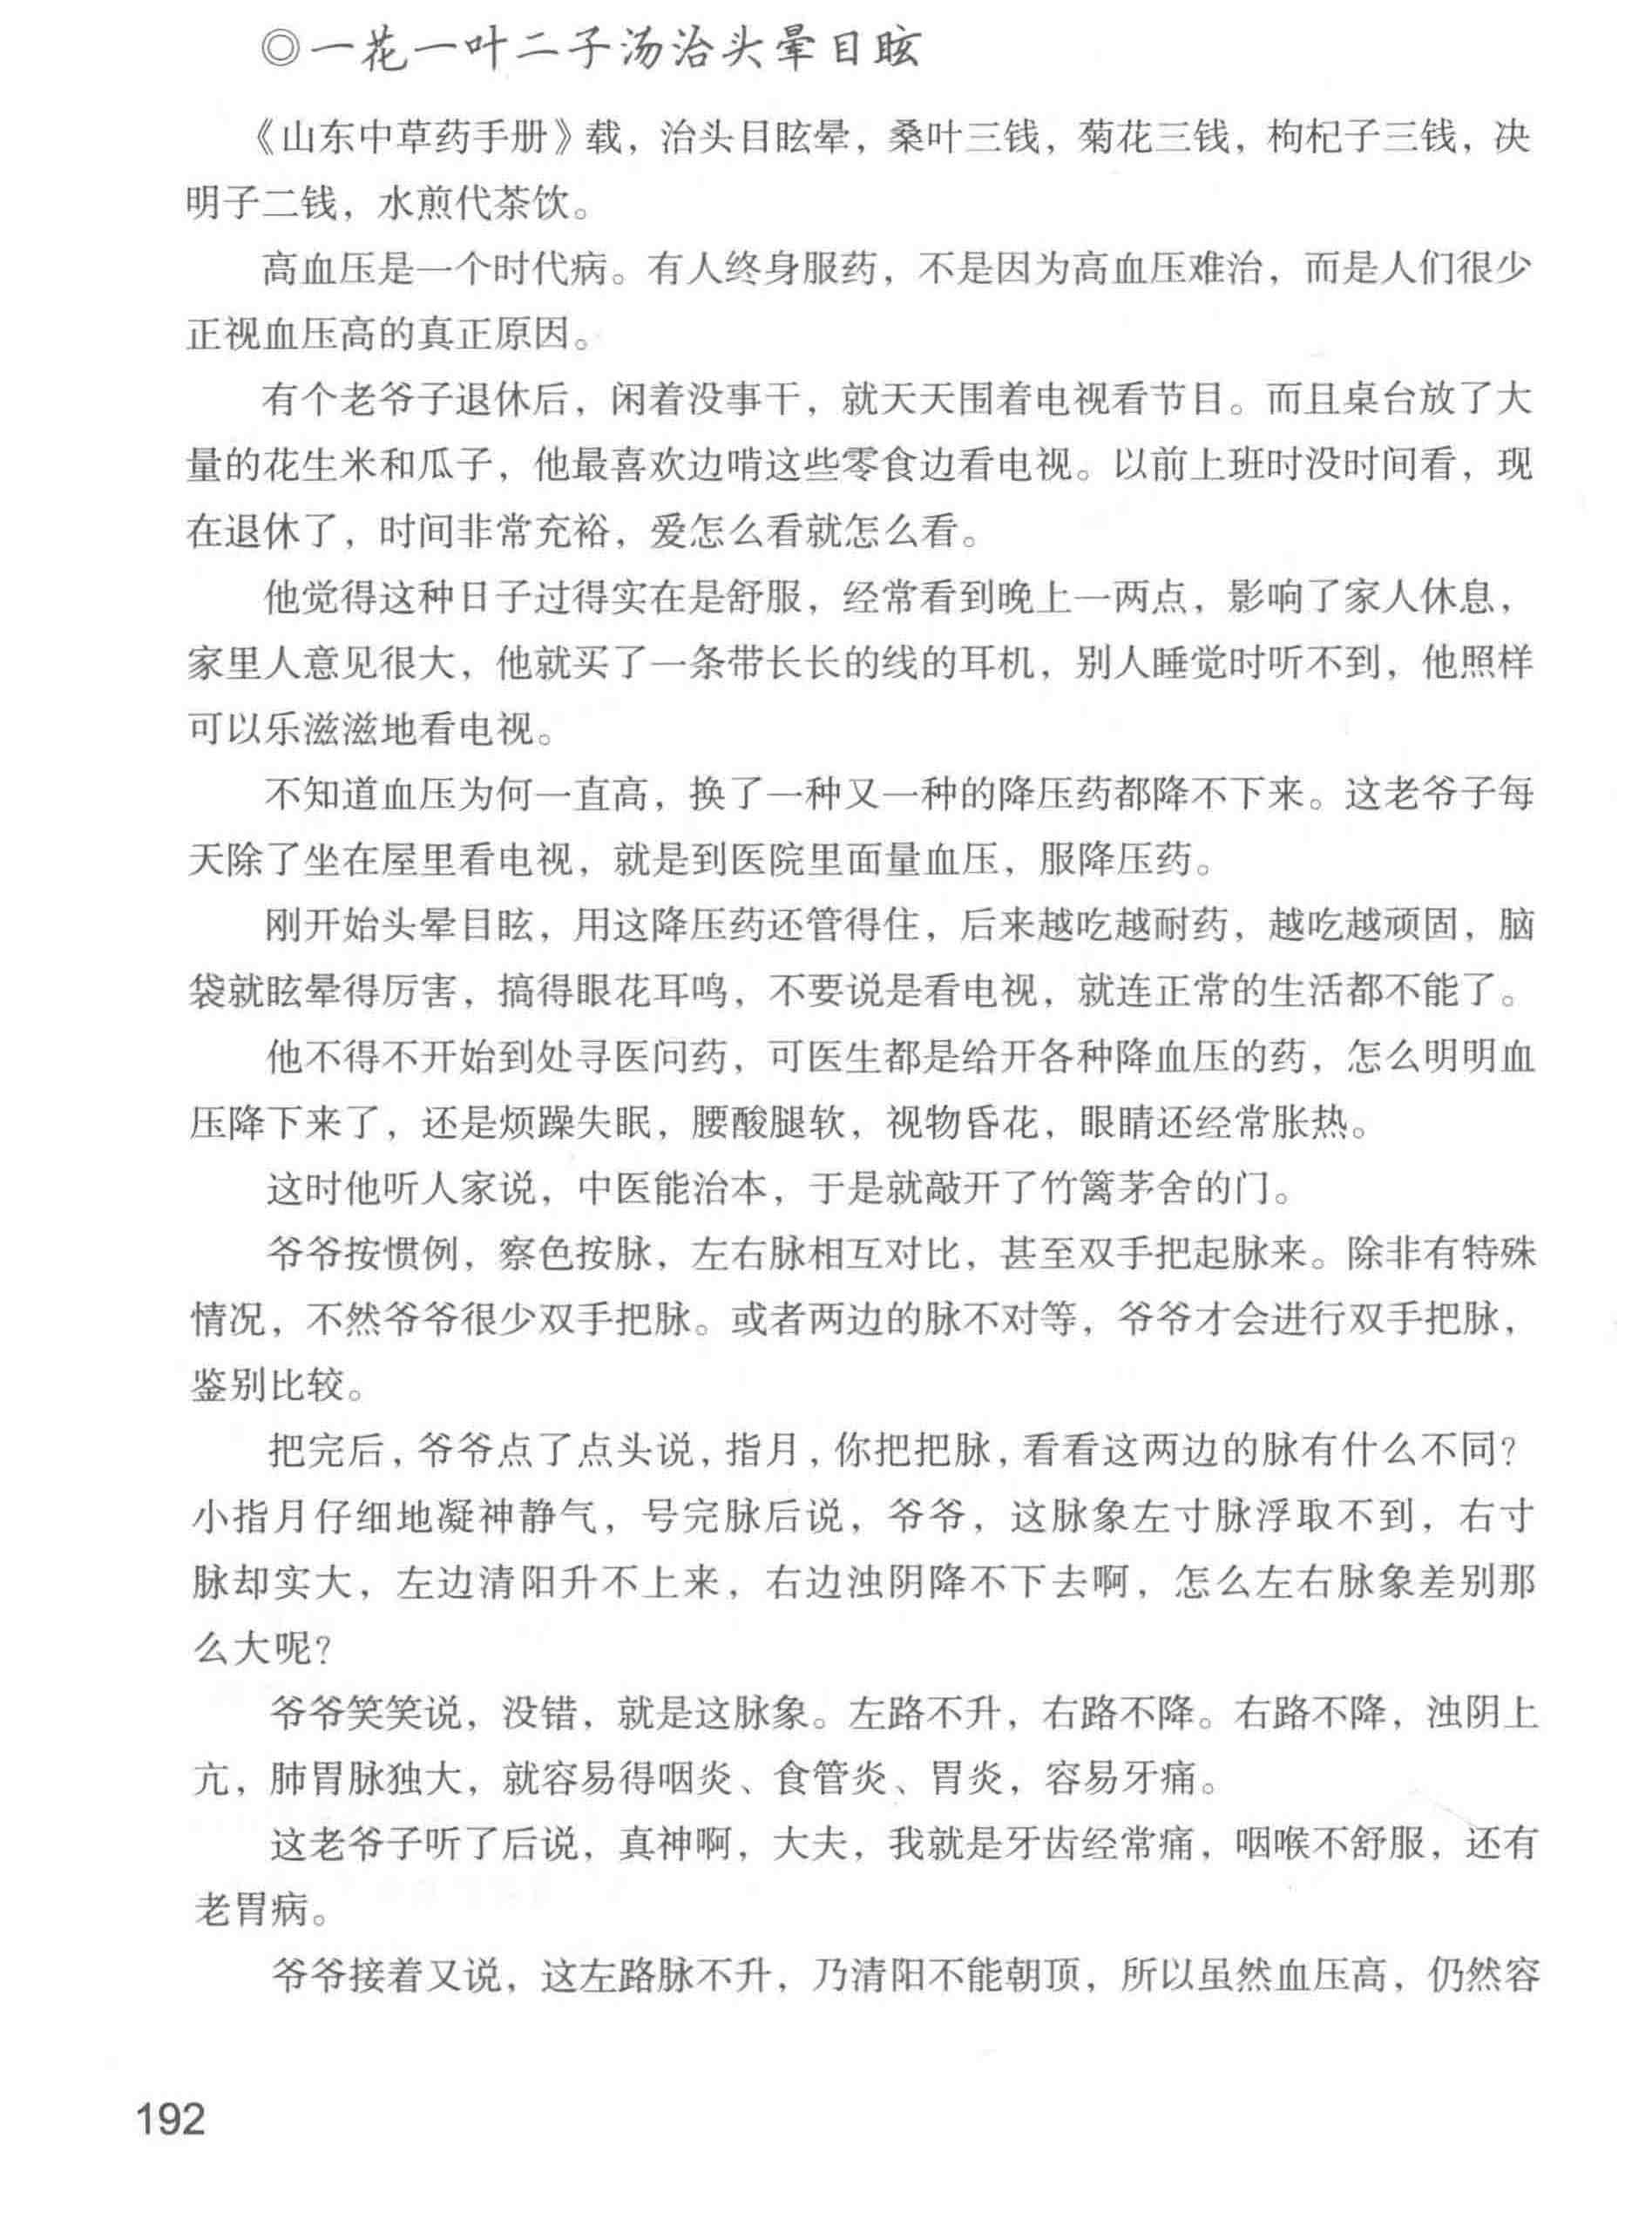 ◎一花一叶二子汤治头晕目眩
《山东中草药手册》载，治头目眩晕，桑叶三钱，菊花三钱，枸杞子三钱，决
明子二钱，水煎代茶饮。
高血压是一个时代病。有人终身服药，不是因为高血压难治，而是人们很少
正视血压高的真正原因。
有个老爷子退休后，闲着没事干，就天天围着电视看节目。而且桌台放了大
量的花生米和瓜子，他最喜欢边啃这些零食边看电视。以前上班时没时间看，现
在退休了，时间非常充裕，爱怎么看就怎么看。
他觉得这种日子过得实在是舒服，经常看到晚上一两点，影响了家人休息，
家里人意见很大，他就买了一条带长长的线的耳机，别人睡觉时听不到，他照样
可以乐滋滋地看电视。
不知道血压为何一直高，换了一种又一种的降压药都降不下来。这老爷子每
天除了坐在屋里看电视，就是到医院里面量血压，服降压药。
刚开始头晕目眩，用这降压药还管得住，后来越吃越耐药，越吃越顽固，脑
袋就眩晕得厉害，搞得眼花耳鸣，不要说是看电视，就连正常的生活都不能了。
他不得不开始到处寻医问药，可医生都是给开各种降血压的药，怎么明明血
压降下来了，还是烦躁失眠，腰酸腿软，视物昏花，眼睛还经常胀热。
这时他听人家说，中医能治本，于是就敲开了竹篱茅舍的门。
爷爷按惯例，察色按脉，左右脉相互对比，甚至双手把起脉来。除非有特殊
情况，不然爷爷很少双手把脉。或者两边的脉不对等，爷爷才会进行双手把脉，
鉴别比较。
把完后，爷爷点了点头说，指月，你把把脉，看看这两边的脉有什么不同？
小指月仔细地凝神静气，号完脉后说，爷爷，这脉象左寸脉浮取不到，右寸
脉却实大，左边清阳升不上来，右边浊阴降不下去啊，怎么左右脉象差别那
么大呢？
爷爷笑笑说，没错，就是这脉象。左路不升，右路不降。右路不降，浊阴上
亢，肺胃脉独大，就容易得咽炎、食管炎、胃炎，容易牙痛。
这老爷子听了后说，真神啊，大夫，我就是牙齿经常痛，咽喉不舒服，还有
老胃病。
爷爷接着又说，这左路脉不升，乃清阳不能朝顶，所以虽然血压高，仍然容
192